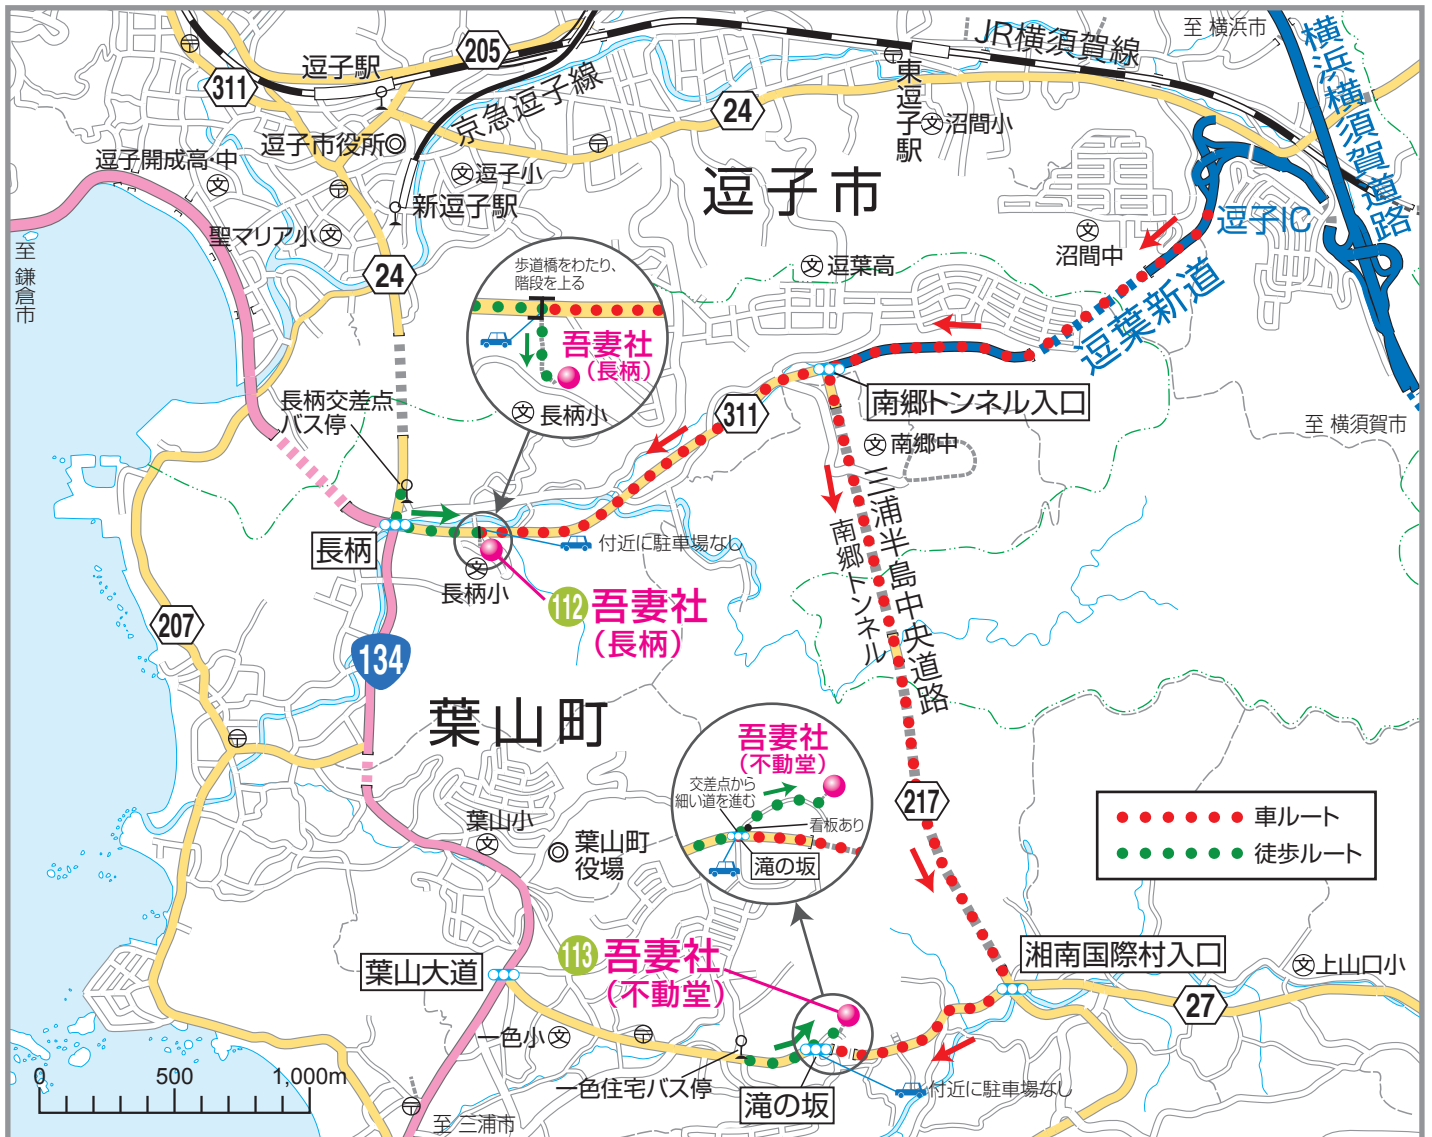 至 横浜市
JR横須賀線
横浜横須賀道路
205
逗子駅
311
京急逗子線
24
東逗子駅
沼間小
逗子市役所
逗子開成高・中
逗子小
新逗子駅
逗子市
逗子IC
聖マリア小
沼間中
至 鎌倉市
24
歩道橋をわたり、
階段を上る
逗葉高
逗葉新道
吾妻社
(長柄)
長柄小
長柄交差点
バス停
311
南郷トンネル入口
至 横須賀市
南郷中
三浦半島中央道路
南郷トンネル
長柄
付近に駐車場なし
長柄小
112 吾妻社
(長柄)
207
134
葉山町
吾妻社
(不動堂)
交差点から
細い道を進む
看板あり
滝の坂
217
車ルート
徒歩ルート
葉山小
葉山町
役場
113 吾妻社
(不動堂)
湘南国際村入口
上山口小
葉山大道
27
一色小
一色住宅バス停
付近に駐車場なし
滝の坂
0 500 1,000m
至 三浦市
文
文
文
文
文
文
文
文
文
文
文
文